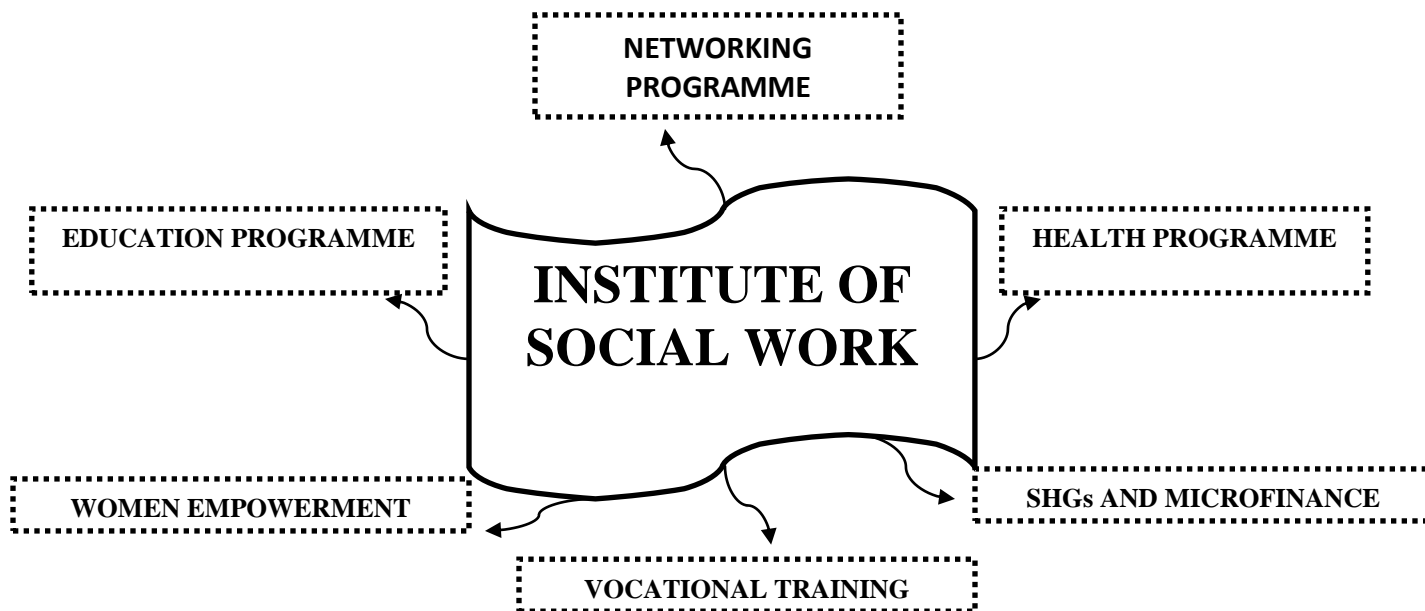 NETWORKING
PROGRAMME
EDUCATION PROGRAMME
HEALTH PROGRAMME
INSTITUTE OF
SOCIAL WORK
WOMEN EMPOWERMENT
SHGs AND MICROFINANCE
VOCATIONAL TRAINING